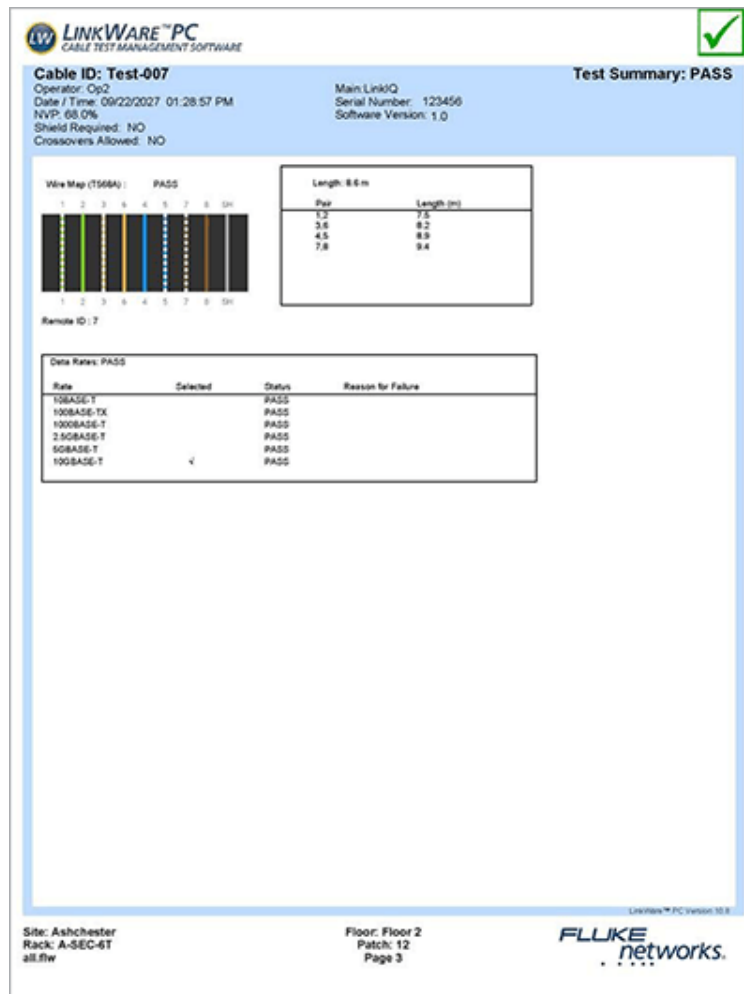 LW LINKWARE™PC
CABLE TEST MANAGEMENT SOFTWARE
Cable ID: Test-007
Test Summary: PASS
Operator: Op2
Date / Time: 09/22/2027 01:28:57 PM
NVP: 68.0%
Shield Required: NO
Crossovers Allowed: NO
Main:LinkIQ
Serial Number: 123456
Software Version: 1.0
Wire Map (T568A) : PASS
1 2 3 6 4 5 7 8 SH
1 2 3 6 4 5 7 8 SH
Remote ID : 7
Length: 8.6 m
Pair Length (m)
1,2 7.5
3,6 8.2
4,5 8.9
7,8 9.4
Data Rates: PASS
Rate Selected Status Reason for Failure
10BASE-T PASS
100BASE-TX PASS
1000BASE-T PASS
2.5GBASE-T PASS
5GBASE-T PASS
10GBASE-T √ PASS
LinkWare™ PC Version 10.8
Site: Ashchester
Rack: A-SEC-6T
all.flw
Floor: Floor 2
Patch: 12
Page 3
FLUKE
networks.